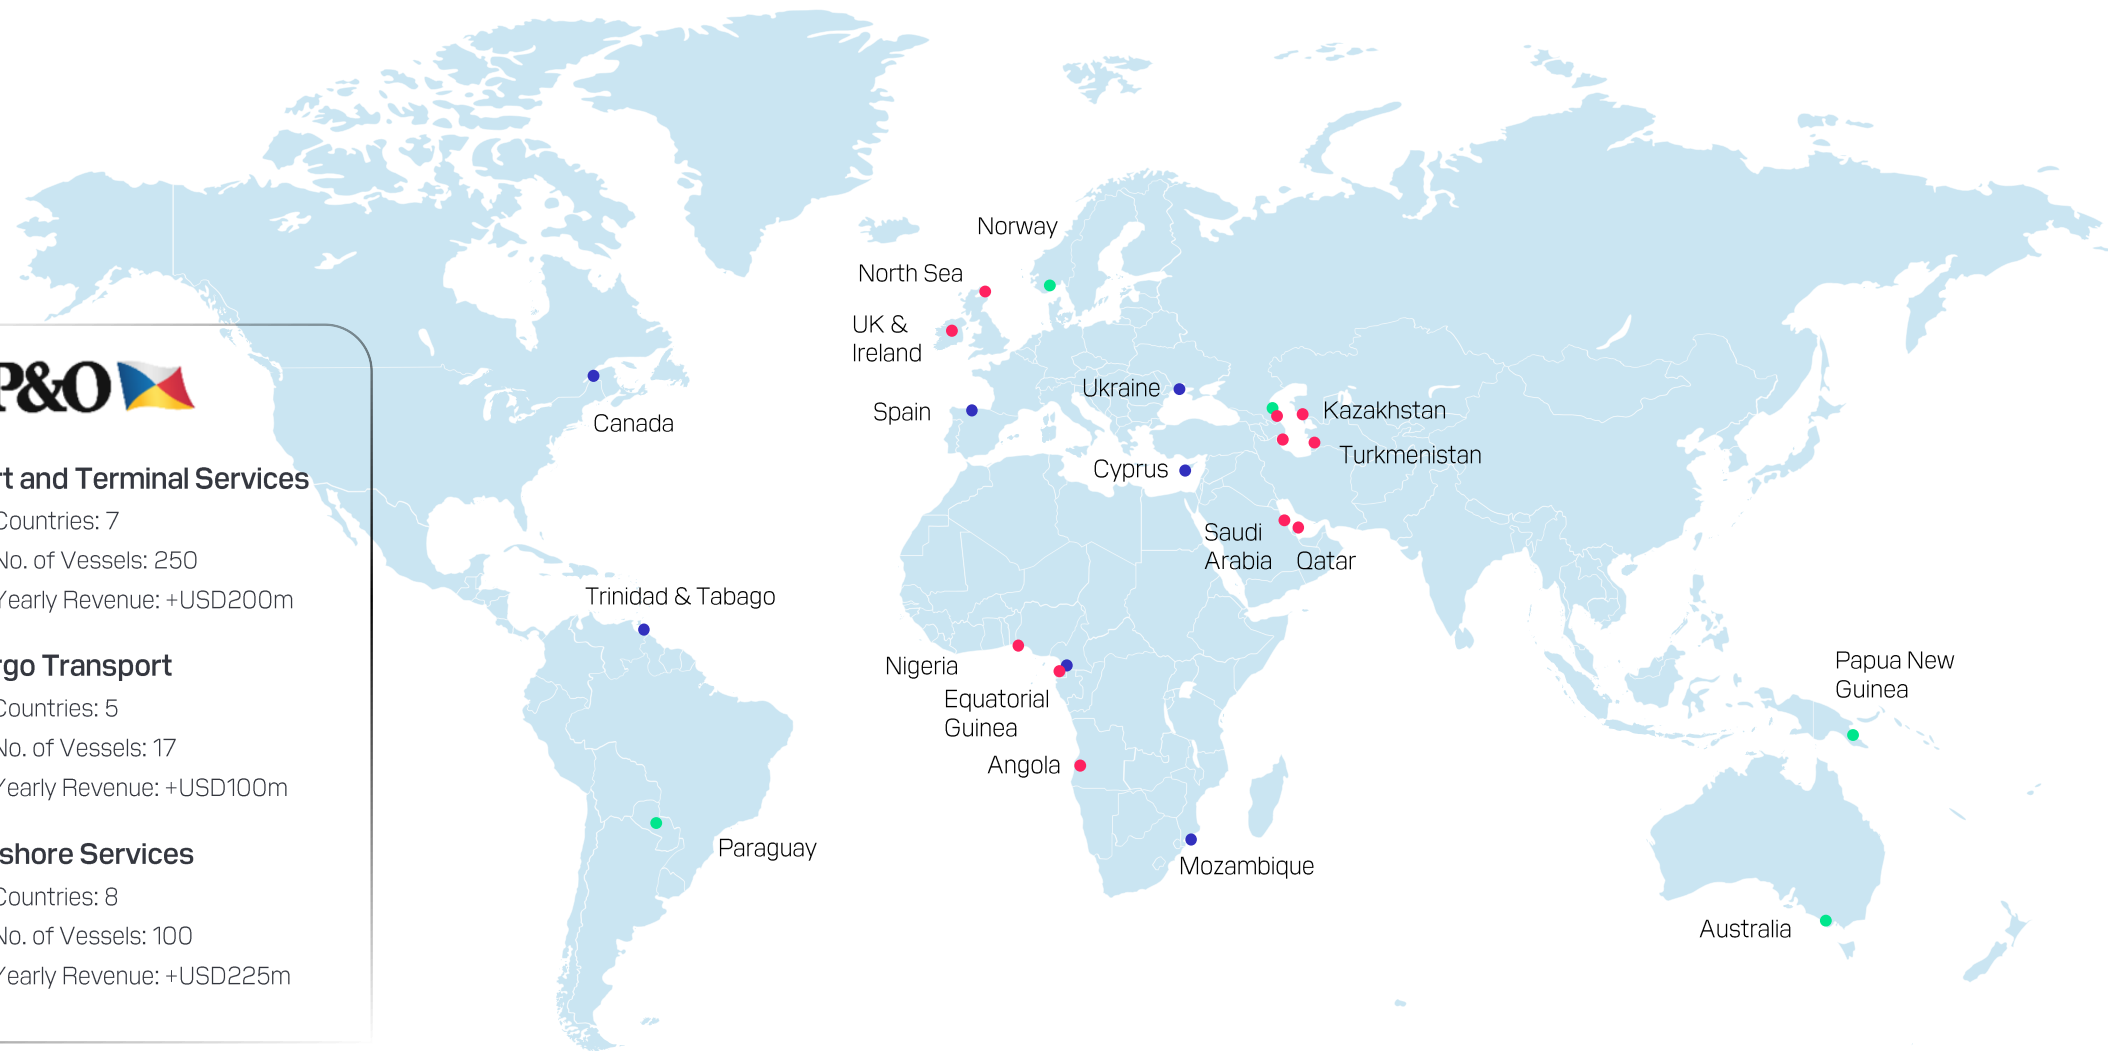 P&O
rt and Terminal Services
Countries: 7
No. of Vessels: 250
Yearly Revenue: +USD200m
rgo Transport
Countries: 5
No. of Vessels: 17
Yearly Revenue: +USD100m
shore Services
Countries: 8
No. of Vessels: 100
Yearly Revenue: +USD225m
Norway
North Sea
UK &
Ireland
Ukraine
Spain
Kazakhstan
Canada
Turkmenistan
Cyprus
Saudi
Arabia
Qatar
Trinidad & Tabago
Nigeria
Equatorial
Guinea
Papua New
Guinea
Angola
Paraguay
Mozambique
Australia